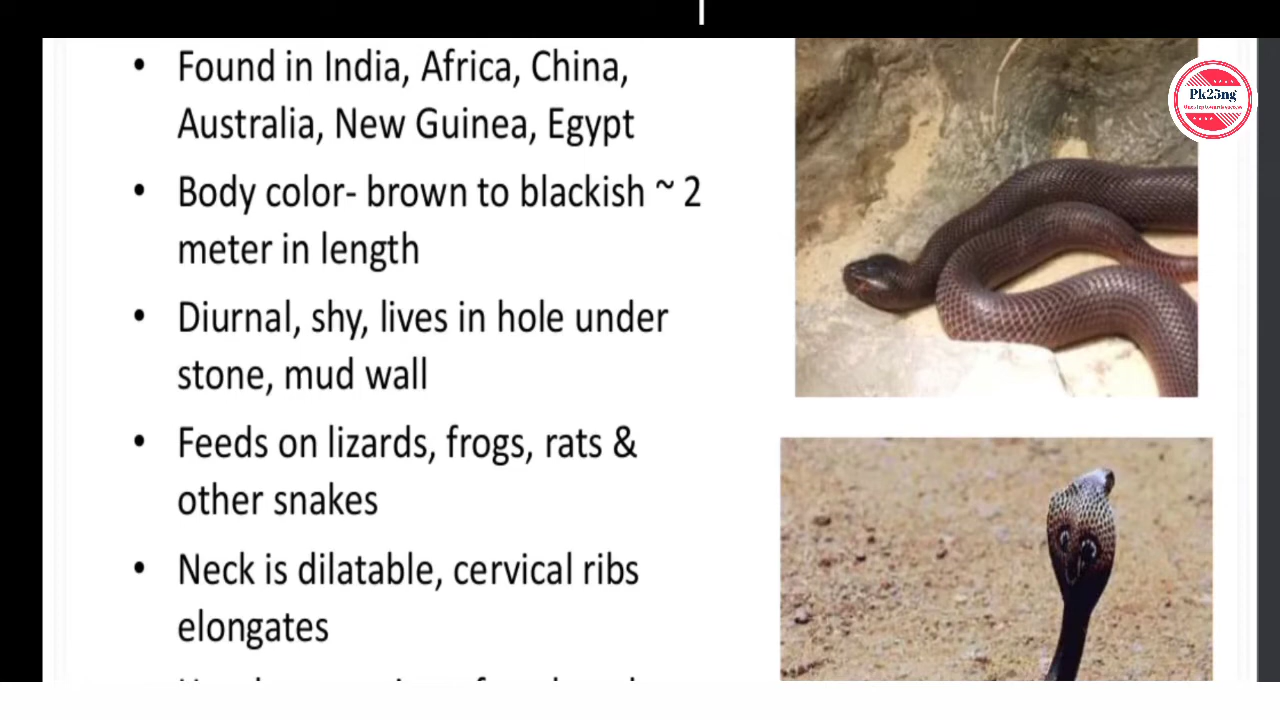 • Found in India, Africa, China,
Australia, New Guinea, Egypt
• Body color- brown to blackish ~ 2
meter in length
• Diurnal, shy, lives in hole under
stone, mud wall
• Feeds on lizards, frogs, rats &
other snakes
• Neck is dilatable, cervical ribs
elongates
Pk25ng